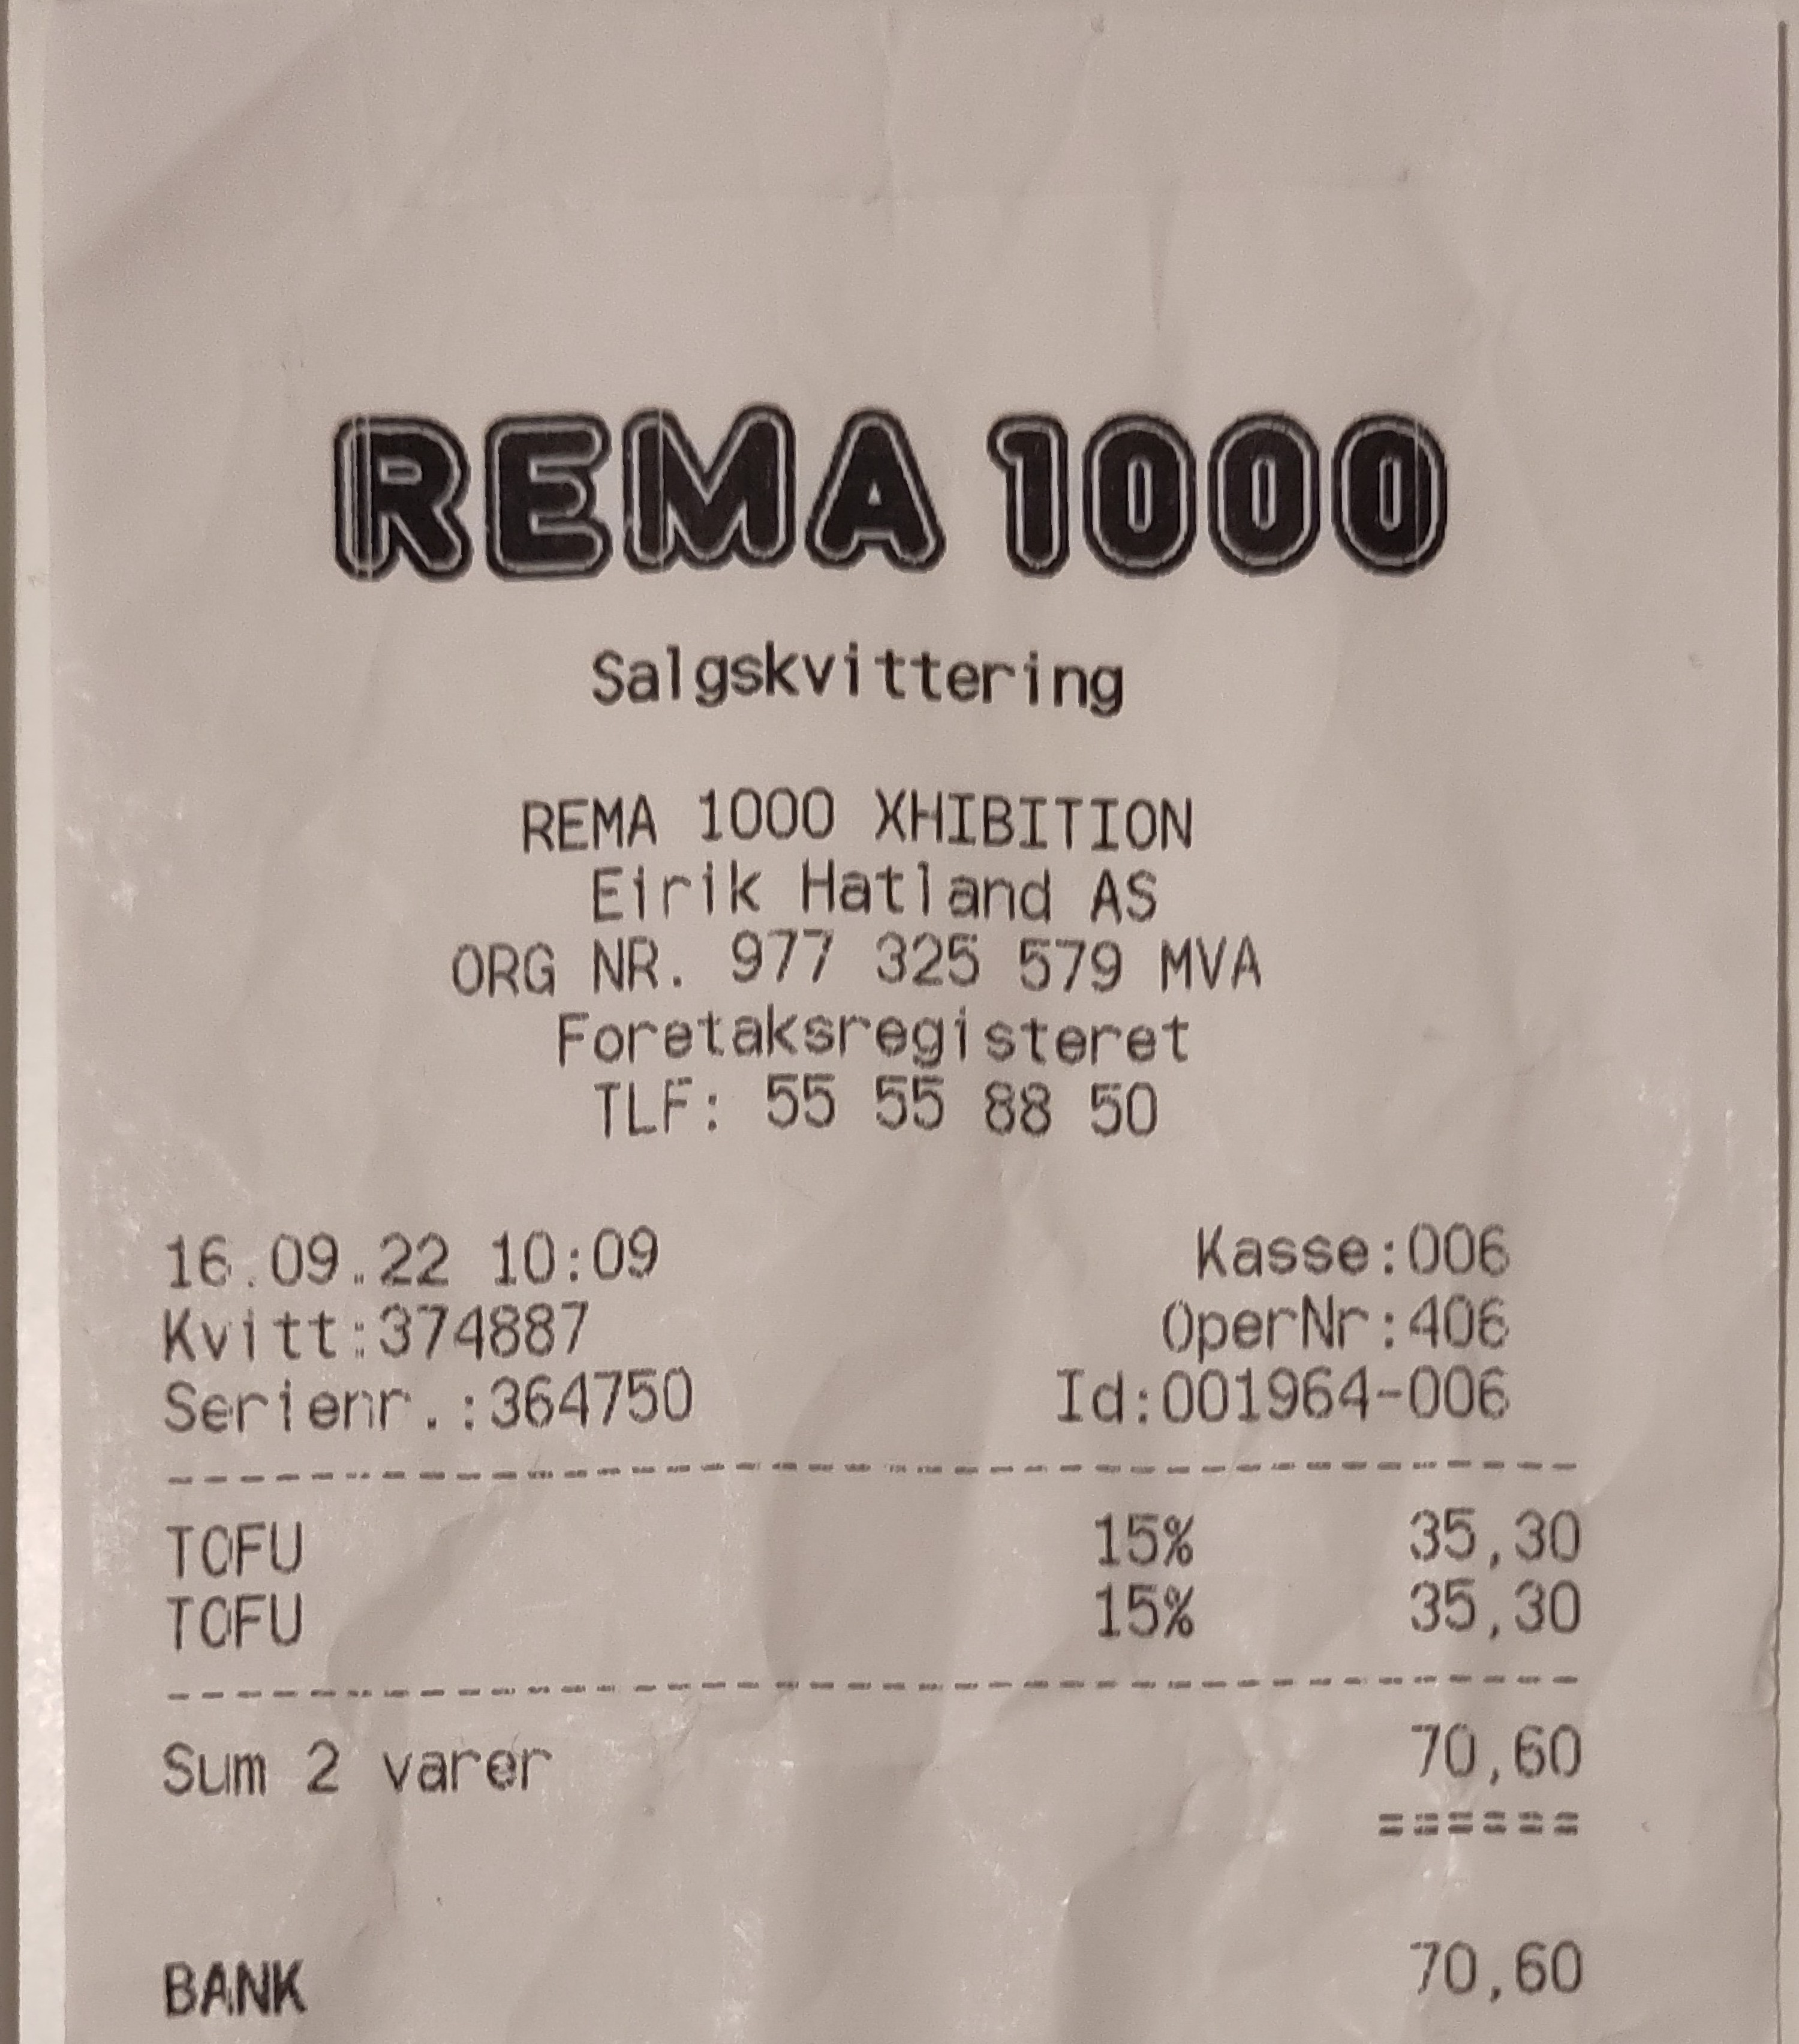 REMA 1000
Salgskvittering
REMA 1000 XHIBITION
Eirik Hatland AS
ORG NR. 977 325 579 MVA
Foretaksregisteret
TLF: 55 55 88 50
16.09.22 10:09 Kasse:006
Kvitt:374887 OperNr:406
Serienr.:364750 Id:001964-006
TOFU 15% 35,30
TOFU 15% 35,30
Sum 2 varer 70,60
======
BANK 70,60